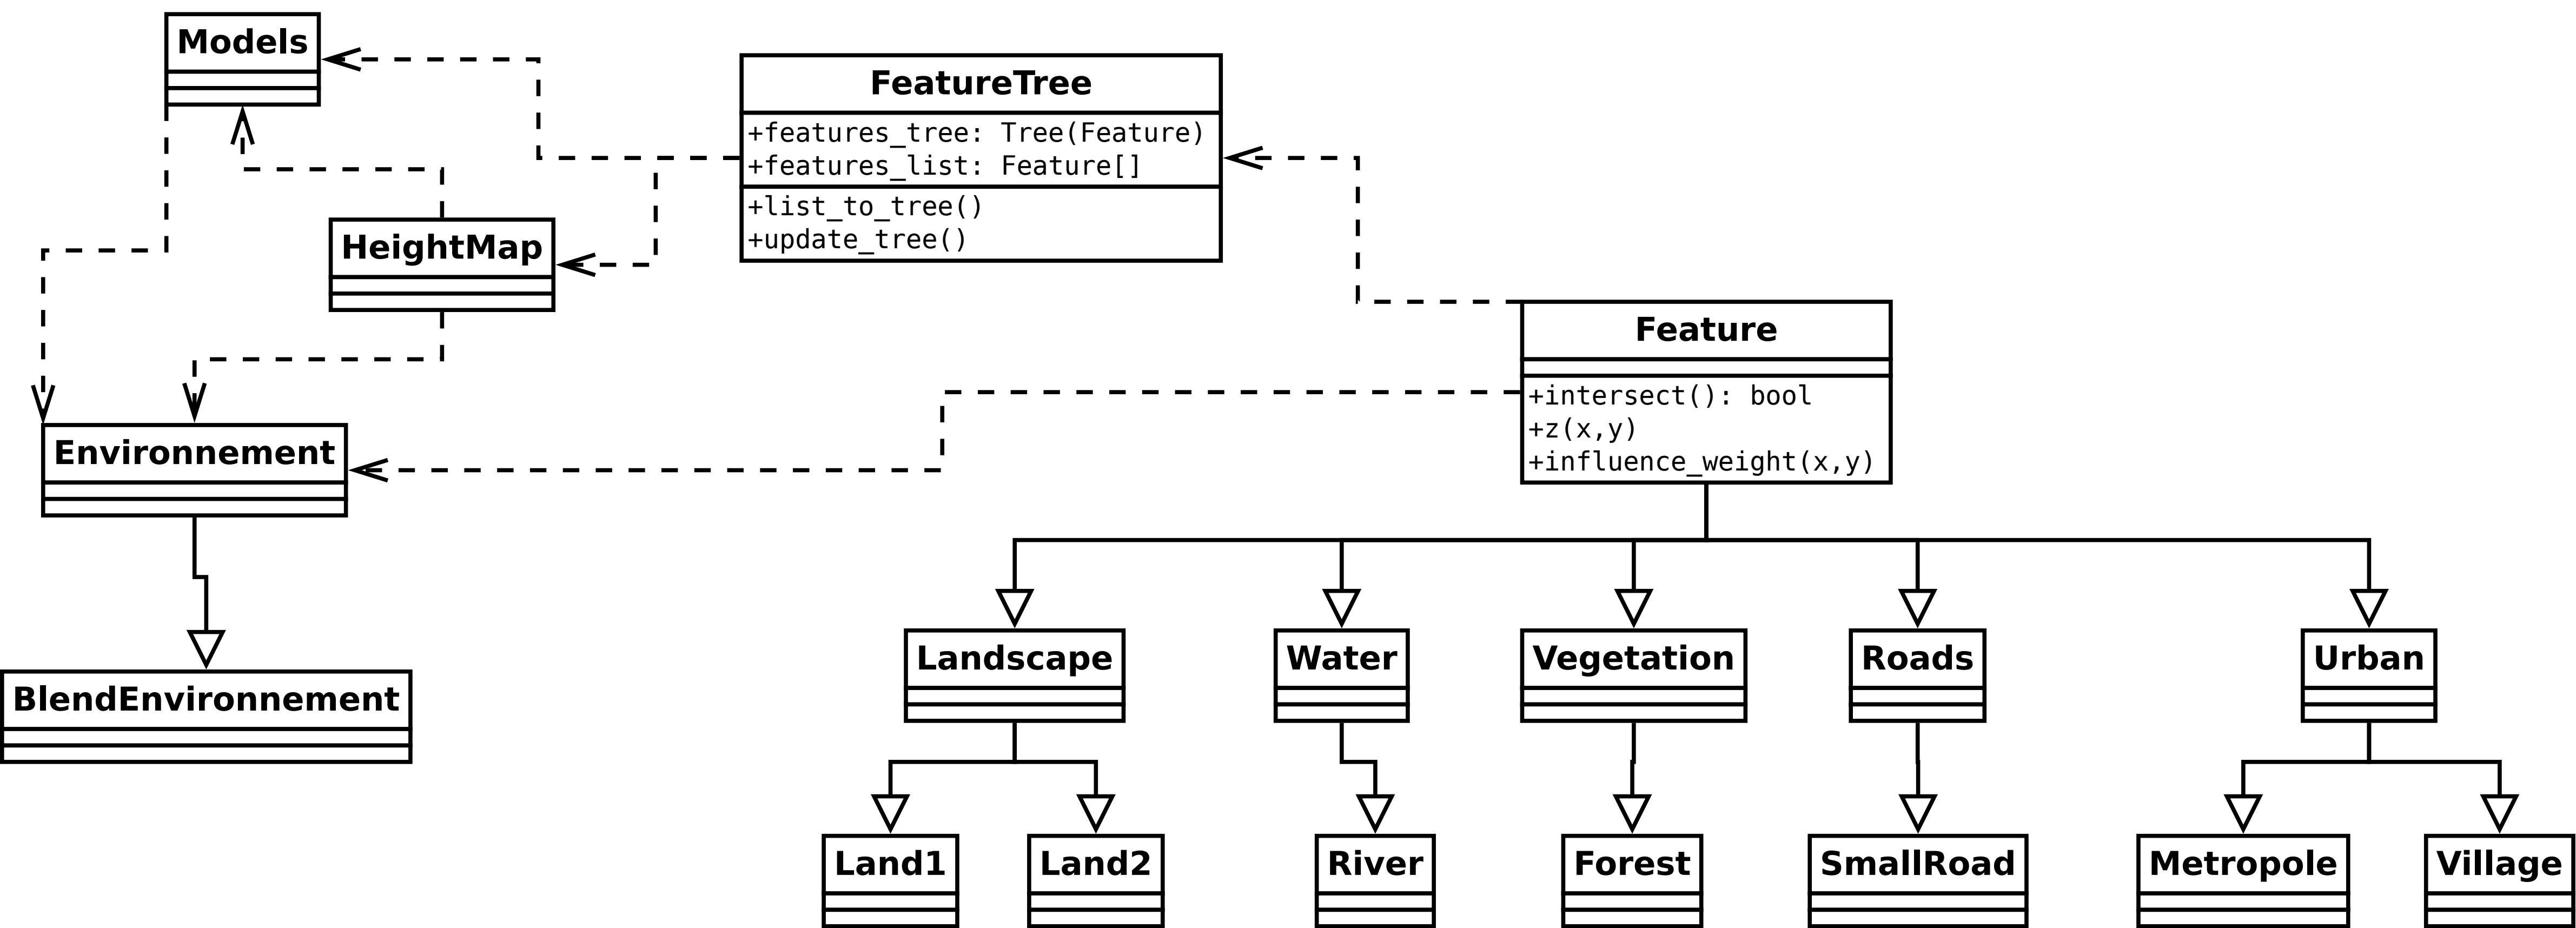 Models
FeatureTree
+features_tree: Tree(Feature)
+features_list: Feature[]
+list_to_tree()
+update_tree()
HeightMap
Feature
+intersect(): bool
+z(x,y)
+influence_weight(x,y)
Environnement
BlendEnvironnement
Landscape
Water
Vegetation
Roads
Urban
Land1
Land2
River
Forest
SmallRoad
Metropole
Village